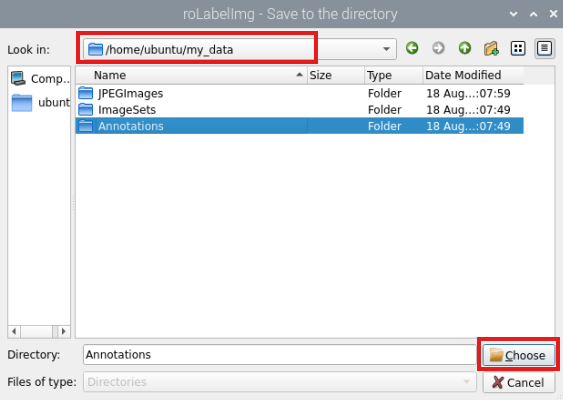 roLabelImg - Save to the directory
Look in: /home/ubuntu/my_data
Comp... Name Size Type Date Modified
JPEGImages Folder 18 Aug...:07:59
ubunt ImageSets Folder 18 Aug...:07:49
Annotations Folder 18 Aug...:07:49
Directory: Annotations Choose
Files of type: Directories Cancel